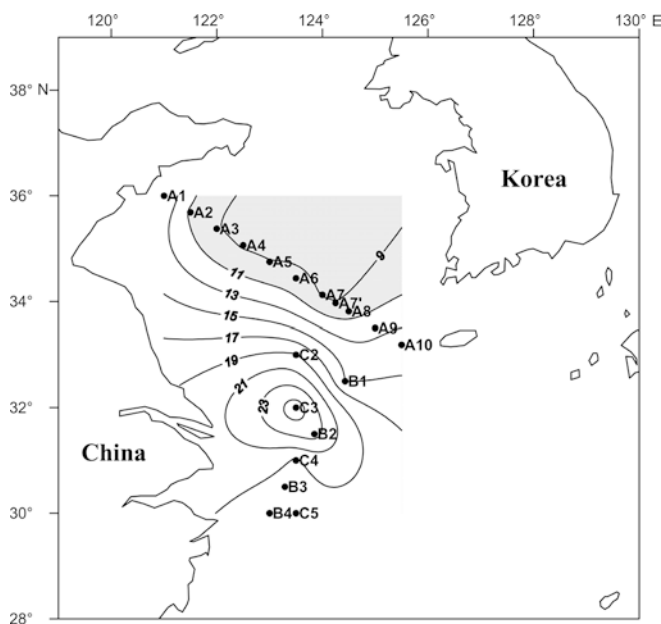 120° 122° 124° 126° 128° 130° E
38° N
36°
34°
32°
30°
28°
Korea
China
A1
A2
A3
A4
A5
A6
A7
A7'
A8
A9
A10
9
11
13
15
17
19
21
23
C2
B1
C3
B2
C4
B3
B4 C5